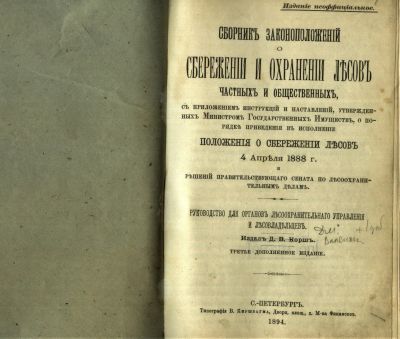 Изданіе неоффиціальное.
СБОРНИКЪ ЗАКОНОПОЛОЖЕНІЙ
О
СБЕРЕЖЕНІИ И ОХРАНЕНІИ ЛѢСОВЪ
ЧАСТНЫХЪ И ОБЩЕСТВЕННЫХЪ,
СЪ ПРИЛОЖЕНІЕМЪ ИНСТРУКЦІЙ И НАСТАВЛЕНІЙ, УТВЕРЖДЕН-
НЫХЪ МИНИСТРОМЪ ГОСУДАРСТВЕННЫХЪ ИМУЩЕСТВЪ, О ПО-
РЯДКѢ ПРИВЕДЕНІЯ ВЪ ИСПОЛНЕНІЕ
ПОЛОЖЕНІЯ О СБЕРЕЖЕНІИ ЛѢСОВЪ
4 АПРѢЛЯ 1888 г.
И
РѢШЕНІЙ ПРАВИТЕЛЬСТВУЮЩАГО СЕНАТА ПО ЛѢСООХРАНИ-
ТЕЛЬНЫМЪ ДѢЛАМЪ.
РУКОВОДСТВО ДЛЯ ОРГАНОВЪ ЛѢСООХРАНИТЕЛЬНАГО УПРАВЛЕНІЯ
И ЛѢСОВЛАДѢЛЬЦЕВЪ.
Издалъ Д. В. Коршъ.
ТРЕТЬЕ ДОПОЛНЕННОЕ ИЗДАНІЕ.
С.-ПЕТЕРБУРГЪ.
Типографія В. Киршбаума, Дворц. площ., д. М-ва Финансовъ.
1894.